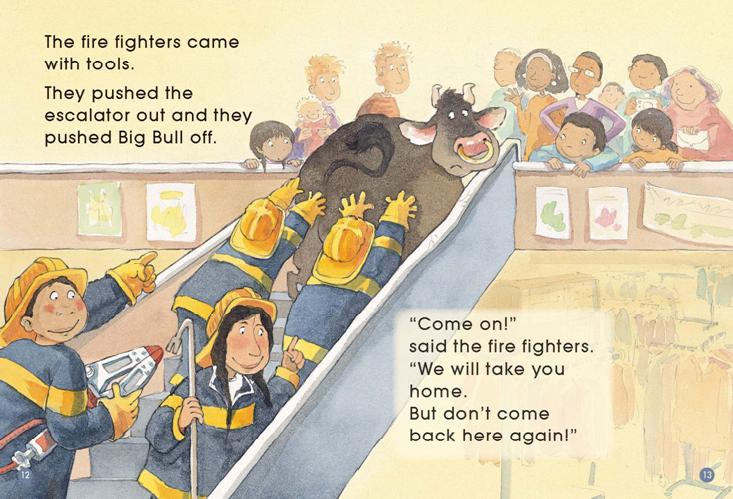 The fire fighters came
with tools.
They pushed the
escalator out and they
pushed Big Bull off.
“Come on!”
said the fire fighters.
“We will take you
home.
But don’t come
back here again!”
12
13